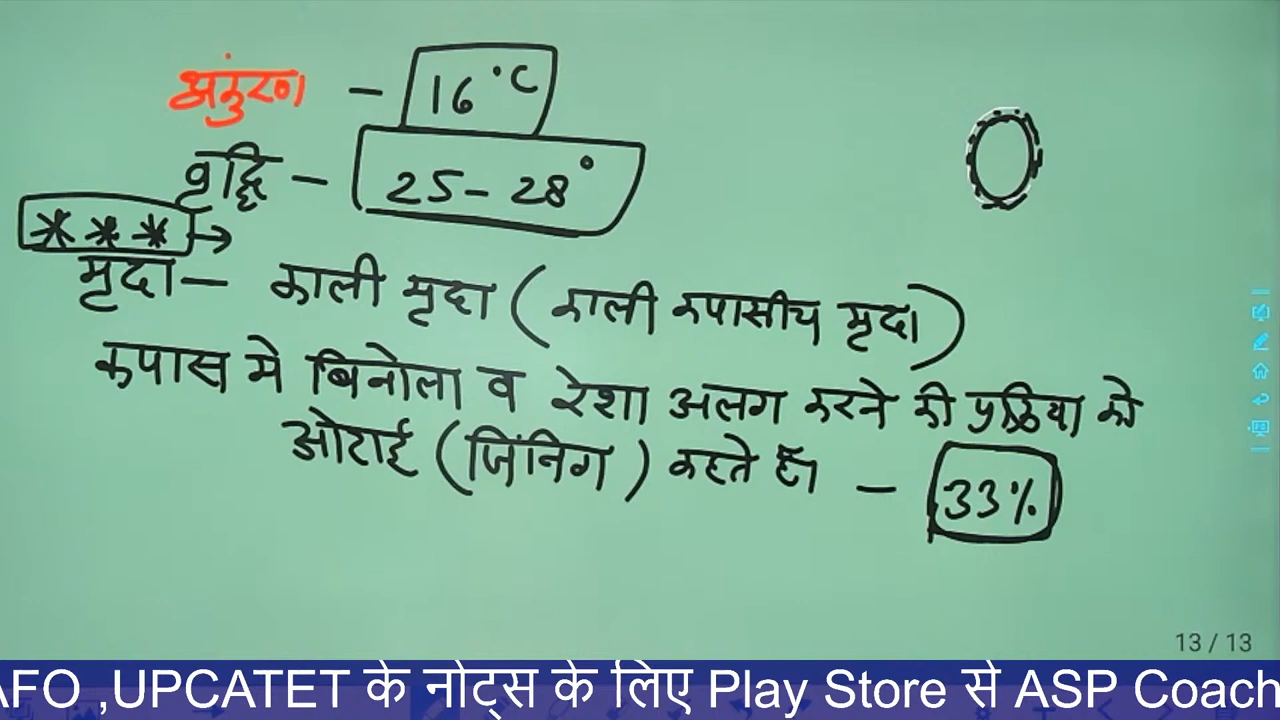 अंकुरण - 16°C
वृद्धि - 25-28°
*** →
मृदा - काली मृदा (काली कपासीय मृदा)
कपास मे बिनोला व रेशा अलग करने की प्रक्रिया को
ओटाई (जिंनिग) कहते है। - 33%
13 / 13
AFO ,UPCATET के नोट्स के लिए Play Store से ASP Coach